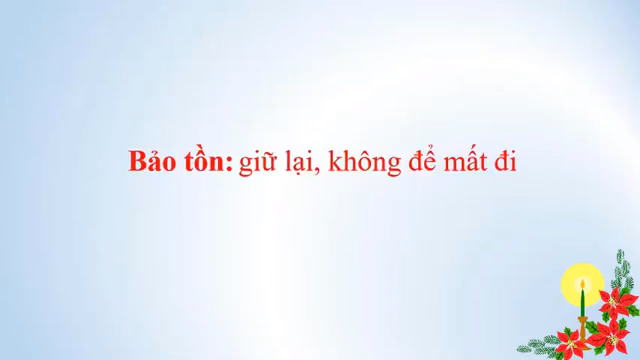 Bảo tồn: giữ lại, không để mất đi